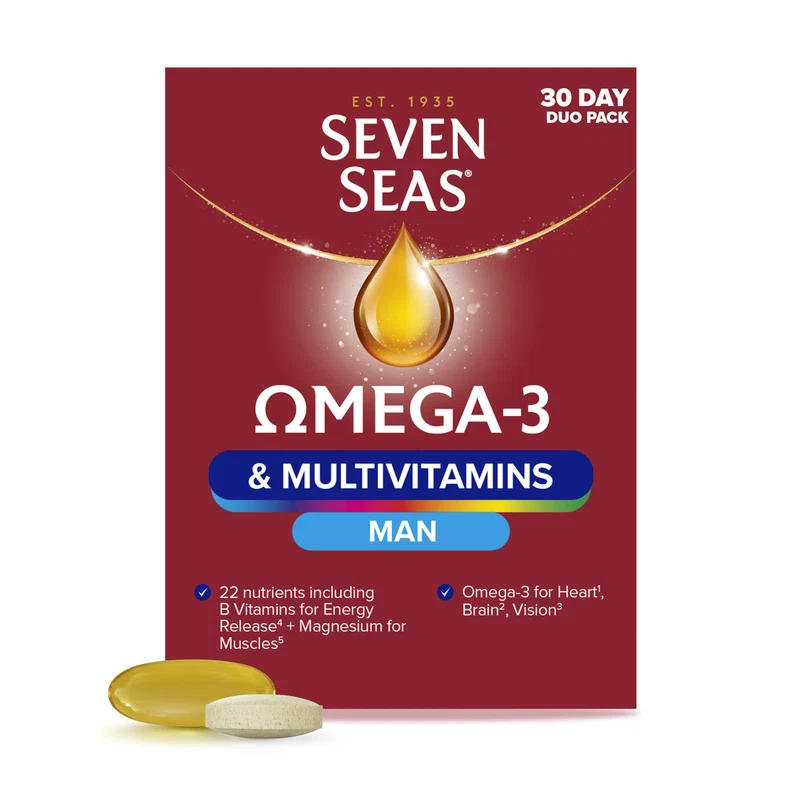 EST. 1935
SEVEN
SEAS®
30 DAY
DUO PACK
ΩMEGA-3
& MULTIVITAMINS
MAN
22 nutrients including
B Vitamins for Energy
Release⁴ + Magnesium for
Muscles⁵
Omega-3 for Heart¹,
Brain², Vision³